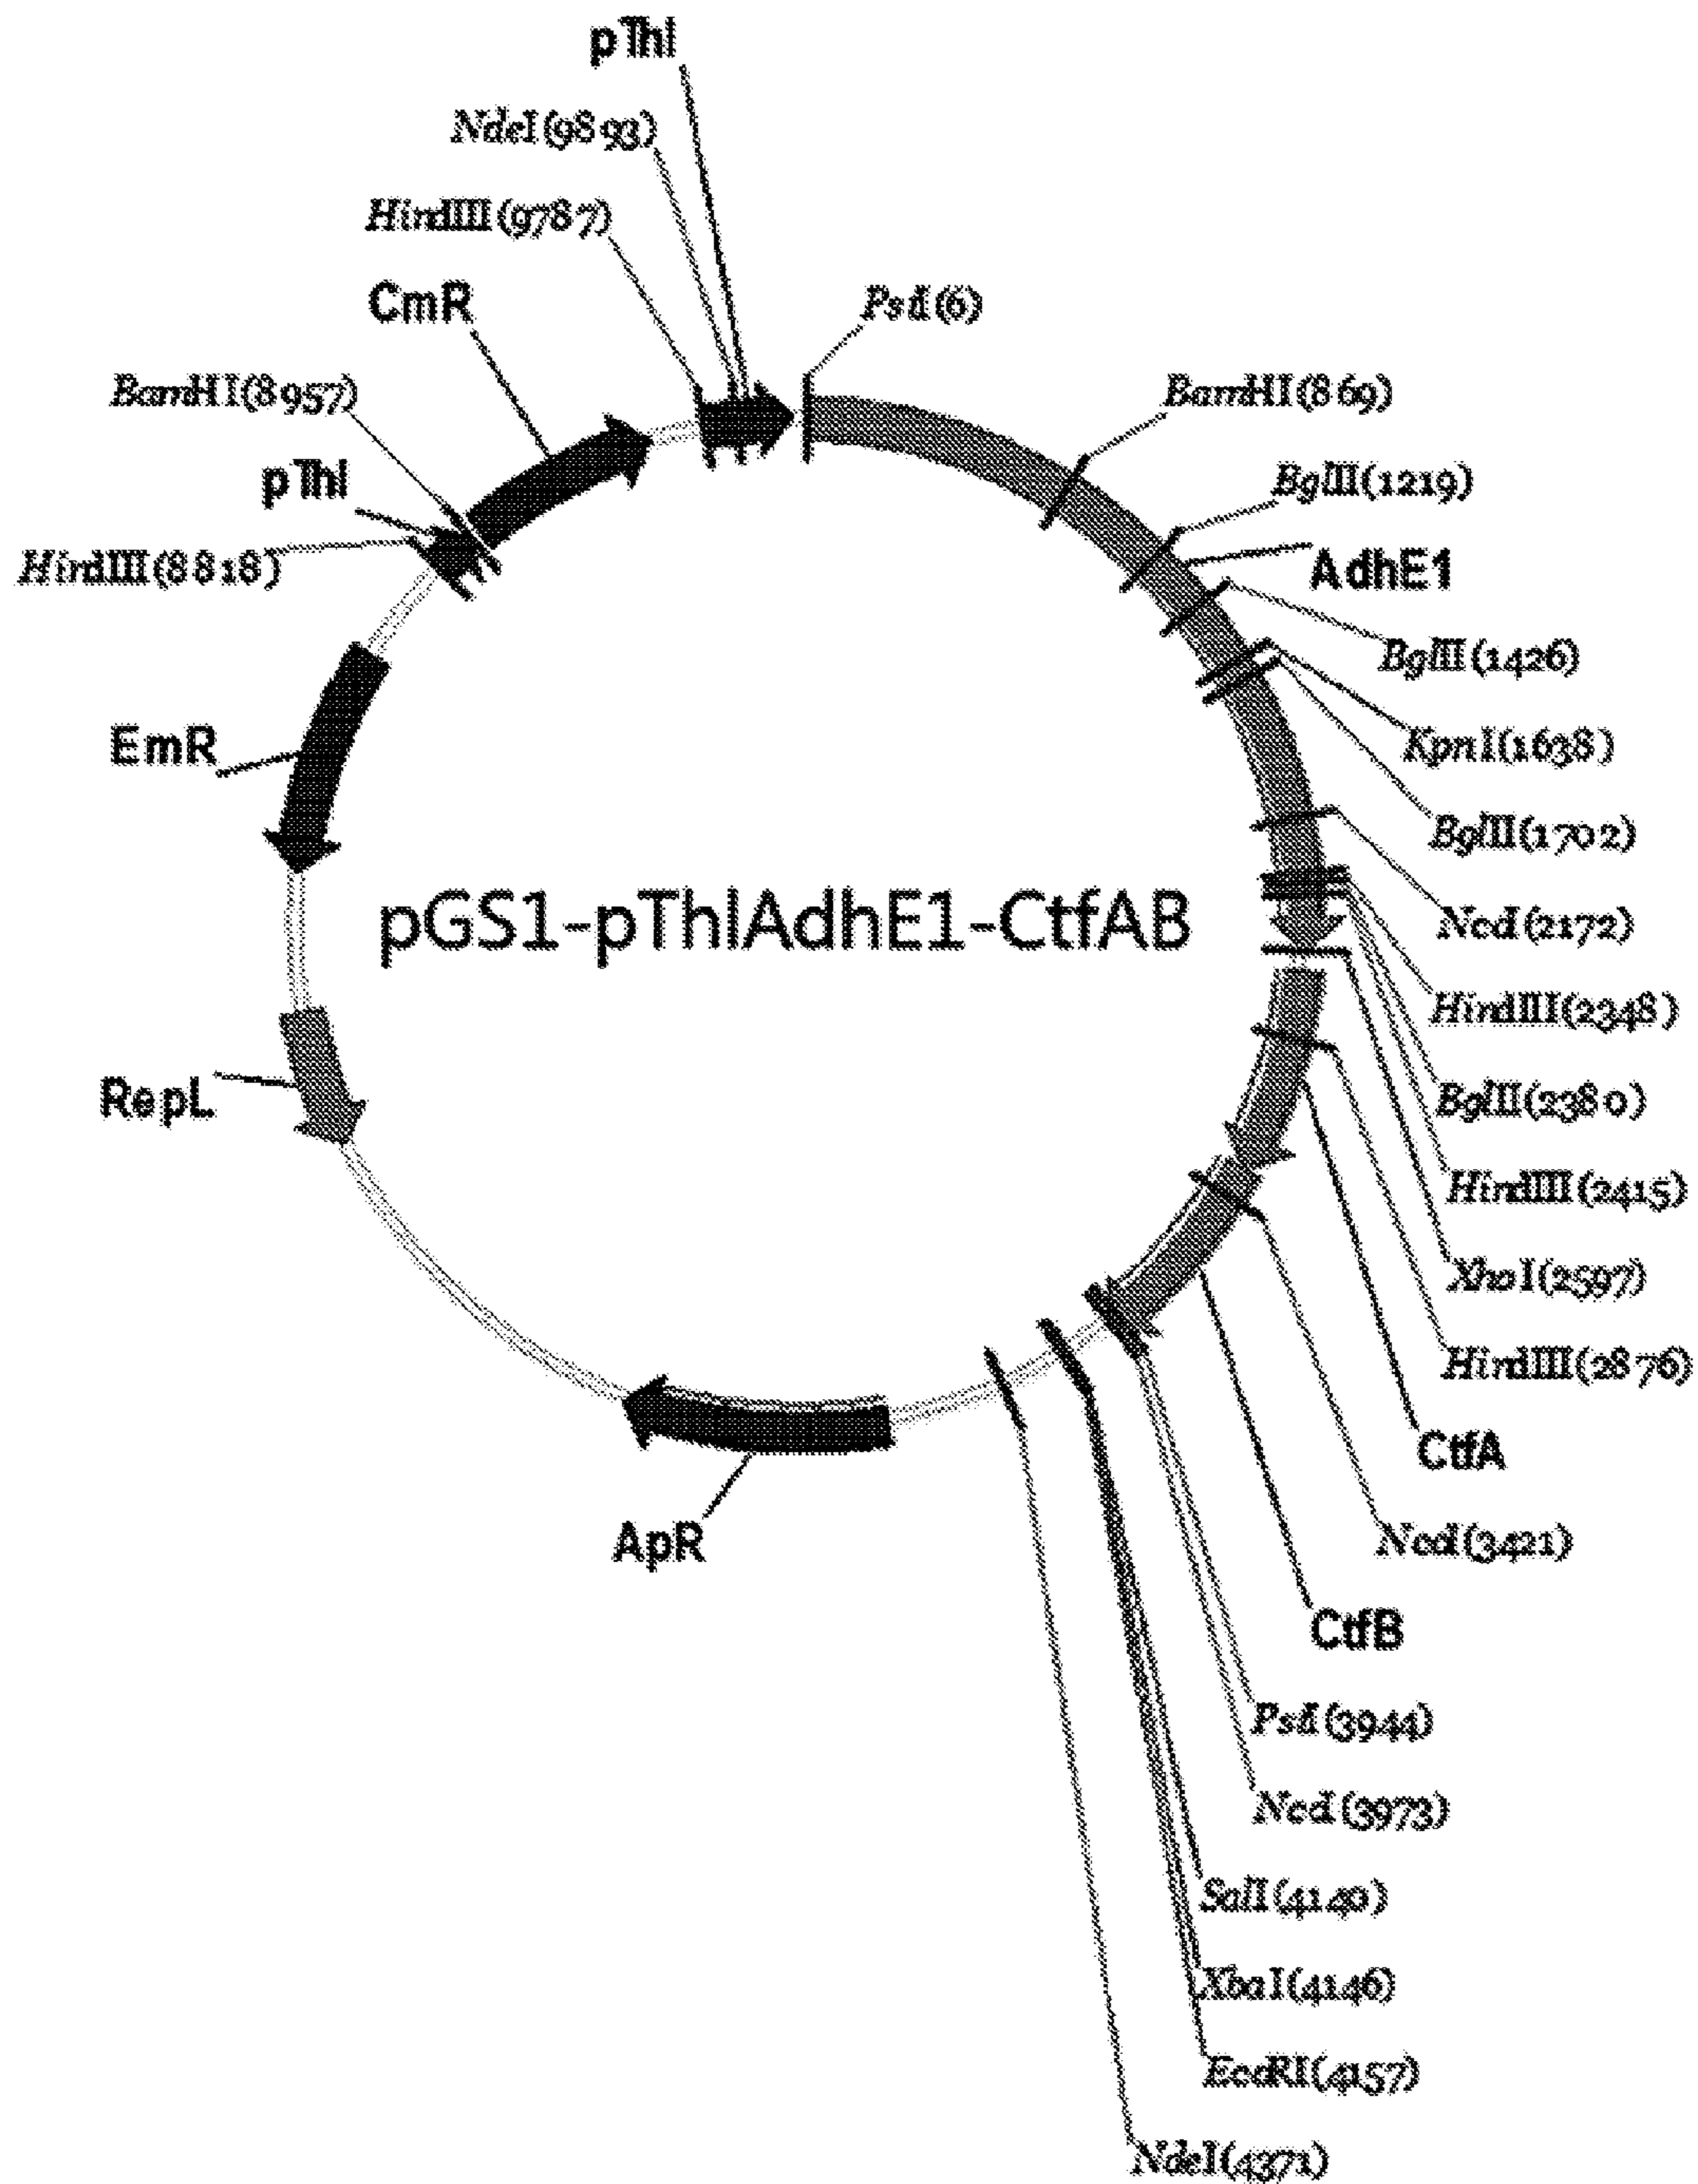 pThl
NdeI(9893)
HindIII(9787)
CmR
PstI(6)
BamHI(8957)
BamHI(869)
pThl
BglII(1219)
HindIII(8818)
AdhE1
BglII(1426)
EmR
KpnI(1638)
BglII(1702)
pGS1-pThlAdhE1-CtfAB
NcoI(2172)
HindIII(2348)
RepL
BglII(2380)
HindIII(2415)
XhoI(2597)
HindIII(2876)
CtfA
ApR
NcoI(3421)
CtfB
PstI(3944)
NcoI(3973)
SalI(4140)
XbaI(4146)
EcoRI(4157)
NdeI(4371)